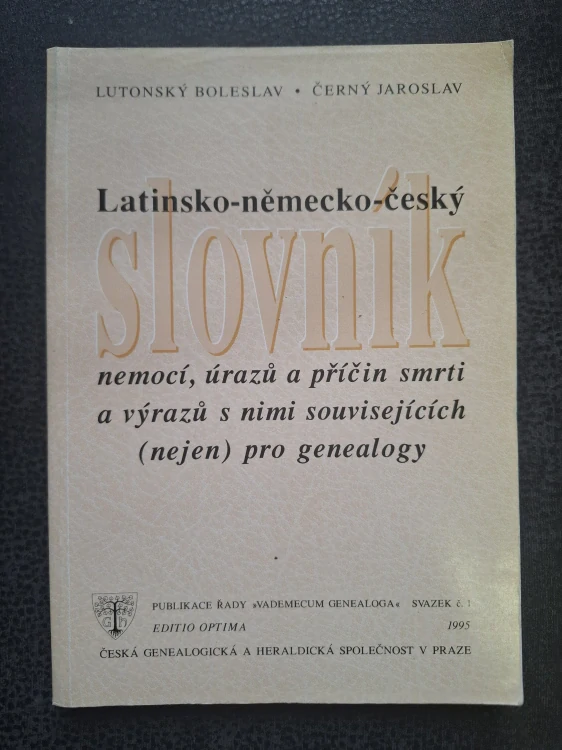 LUTONSKÝ BOLESLAV • ČERNÝ JAROSLAV
Latinsko-německo-český
slovník
nemocí, úrazů a příčin smrti
a výrazů s nimi souvisejících
(nejen) pro genealogy
PUBLIKACE ŘADY »VADEMECUM GENEALOGA« SVAZEK č. 1
EDITIO OPTIMA 1995
ČESKÁ GENEALOGICKÁ A HERALDICKÁ SPOLEČNOST V PRAZE